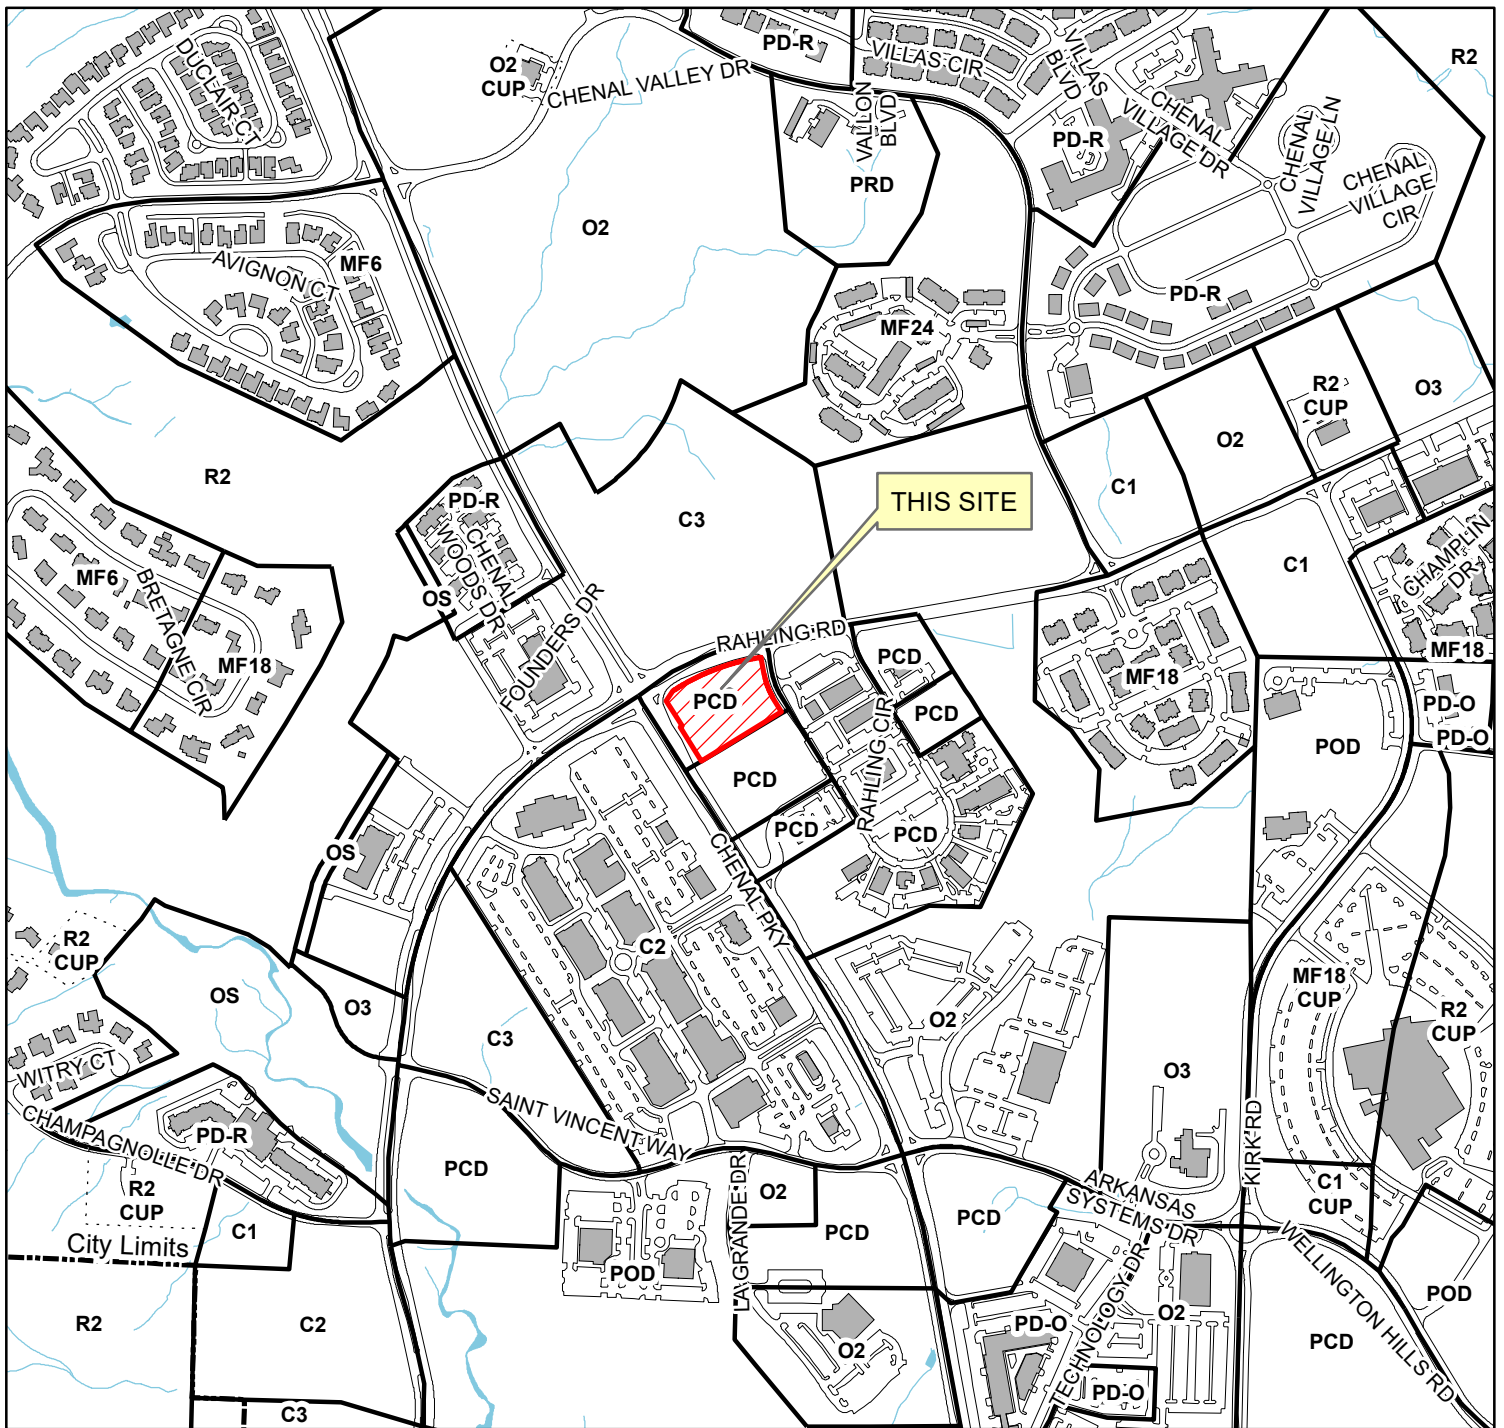 PD-R
VILLAS CIR
VILLAS
BLVD
R2
DUCLAIR CT
O2
CUP
CHENAL VALLEY DR
VALLON
BLVD
CHENAL
VILLAGE DR
PD-R
CHENAL
VILLAGE LN
CHENAL
VILLAGE
CIR
PRD
O2
AVIGNON CT
MF6
PD-R
MF24
R2
CUP
O3
O2
C1
R2
PD-R
CHENAL
WOODS DR
C3
THIS SITE
C1
CHAMPLIN
DR
MF6
BRETAGNE CIR
OS
FOUNDERS DR
RAHLING RD
MF18
PCD
MF18
MF18
PCD
PCD
RAHLING CIR
PD-O
PD-O
POD
PCD
PCD
PCD
CHENAL PKY
OS
R2
CUP
C2
OS
O3
MF18
CUP
R2
CUP
O2
C3
O3
WITRY CT
CHAMPAGNOLLE DR
PD-R
SAINT VINCENT WAY
PCD
KIRK RD
ARKANSAS
SYSTEMS DR
C1
CUP
R2
CUP
C1
LA GRANDE DR
O2
PCD
PCD
City Limits
POD
TECHNOLOGY DR
WELLINGTON HILLS RD
POD
R2
C2
O2
PD-O
O2
PCD
PD-O
C3